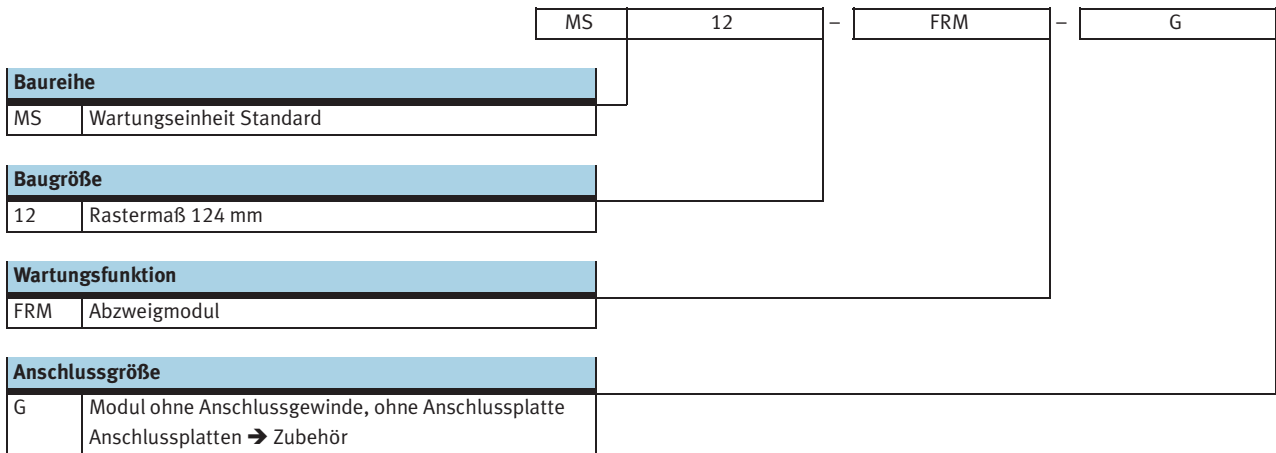 MS 12 – FRM – G
Baureihe
MS Wartungseinheit Standard
Baugröße
12 Rastermaß 124 mm
Wartungsfunktion
FRM Abzweigmodul
Anschlussgröße
G Modul ohne Anschlussgewinde, ohne Anschlussplatte
Anschlussplatten ➔ Zubehör